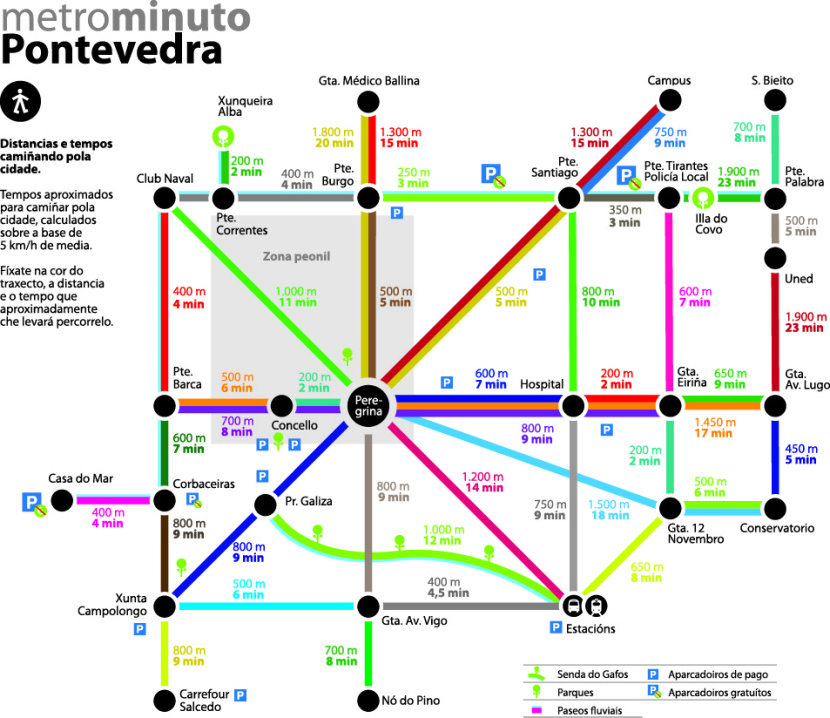 metrominuto
Pontevedra
Distancias e tempos
camiñando pola
cidade.
Tempos aproximados
para camiñar pola
cidade, calculados
sobre a base de
5 km/h de media.
Fíxate na cor do
traxecto, a distancia
e o tempo que
aproximadamente
che levará percorrelo.
Xunqueira
Alba
200 m
2 min
Gta. Médico Ballina
1.800 m
20 min
1.300 m
15 min
Campus
1.300 m
15 min
750 m
9 min
S. Bieito
700 m
8 min
Club Naval
400 m
4 min
Pte.
Correntes
Pte.
Burgo
250 m
3 min
P
P
Pte.
Santiago
P
350 m
3 min
Pte. Tirantes
Policía Local
Illa do
Covo
1.900 m
23 min
Pte.
Palabra
500 m
5 min
Uned
Zona peonil
400 m
4 min
1.000 m
11 min
500 m
5 min
500 m
5 min
P
800 m
10 min
600 m
7 min
1.900 m
23 min
Pte.
Barca
500 m
6 min
200 m
2 min
700 m
8 min
Concello
P
P
Pere-
grina
P
600 m
7 min
800 m
9 min
Hospital
200 m
2 min
P
Gta.
Eiriña
650 m
9 min
1.450 m
17 min
Gta.
Av. Lugo
450 m
5 min
600 m
7 min
Casa do Mar
P
400 m
4 min
Corbaceiras
P
P
Pr. Galiza
800 m
9 min
1.200 m
14 min
750 m
9 min
1.500 m
18 min
200 m
2 min
500 m
6 min
Gta. 12
Novembro
Conservatorio
800 m
9 min
800 m
9 min
1.000 m
12 min
650 m
8 min
500 m
6 min
400 m
4,5 min
Xunta
Campolongo
P
Gta. Av. Vigo
P
Estacións
800 m
9 min
700 m
8 min
Carrefour
Salcedo
P
Nó do Pino
Senda do Gafos
P
Aparcadoiros de pago
Parques
P
Aparcadoiros gratuítos
Paseos fluviais